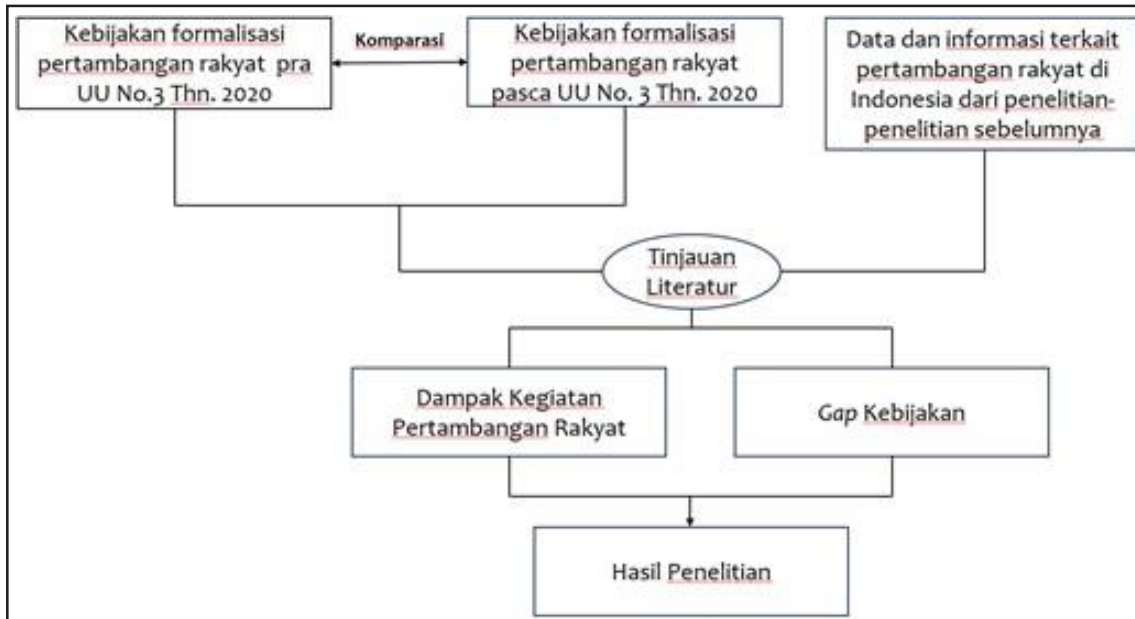 Kebijakan formalisasi
pertambangan rakyat pra
UU No.3 Thn. 2020
Komparasi
Kebijakan formalisasi
pertambangan rakyat
pasca UU No. 3 Thn. 2020
Data dan informasi terkait
pertambangan rakyat di
Indonesia dari penelitian-
penelitian sebelumnya
Tinjauan
Literatur
Dampak Kegiatan
Pertambangan Rakyat
Gap Kebijakan
Hasil Penelitian